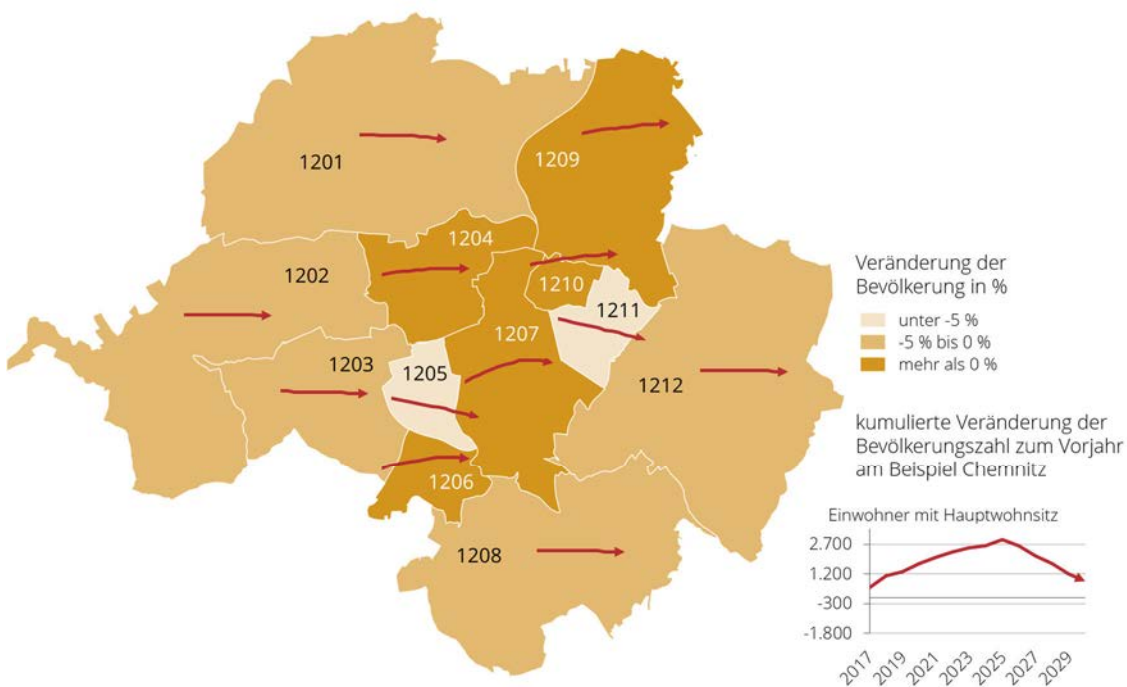 1201
1209
1204
1202
1210
1211
1207
1203
1205
1212
1206
1208
Veränderung der
Bevölkerung in %
unter -5 %
-5 % bis 0 %
mehr als 0 %
kumulierte Veränderung der
Bevölkerungszahl zum Vorjahr
am Beispiel Chemnitz
Einwohner mit Hauptwohnsitz
2.700
1.200
-300
-1.800
2017
2019
2021
2023
2025
2027
2029